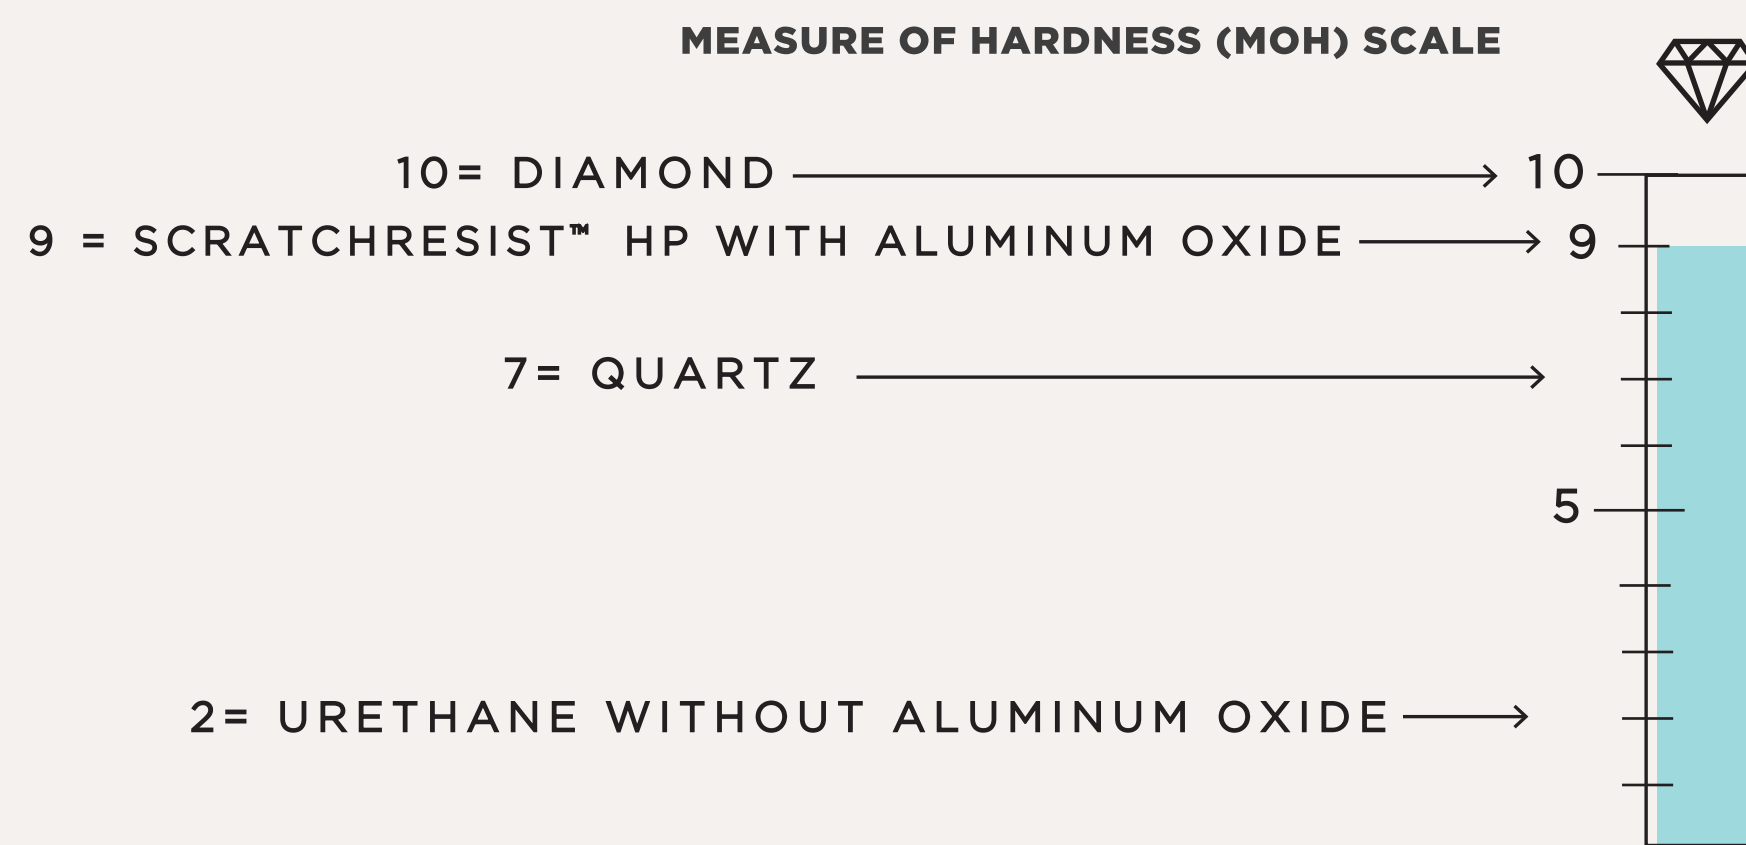 MEASURE OF HARDNESS (MOH) SCALE
10= DIAMOND 10
9 = SCRATCHRESIST™ HP WITH ALUMINUM OXIDE 9
7= QUARTZ
5
2= URETHANE WITHOUT ALUMINUM OXIDE